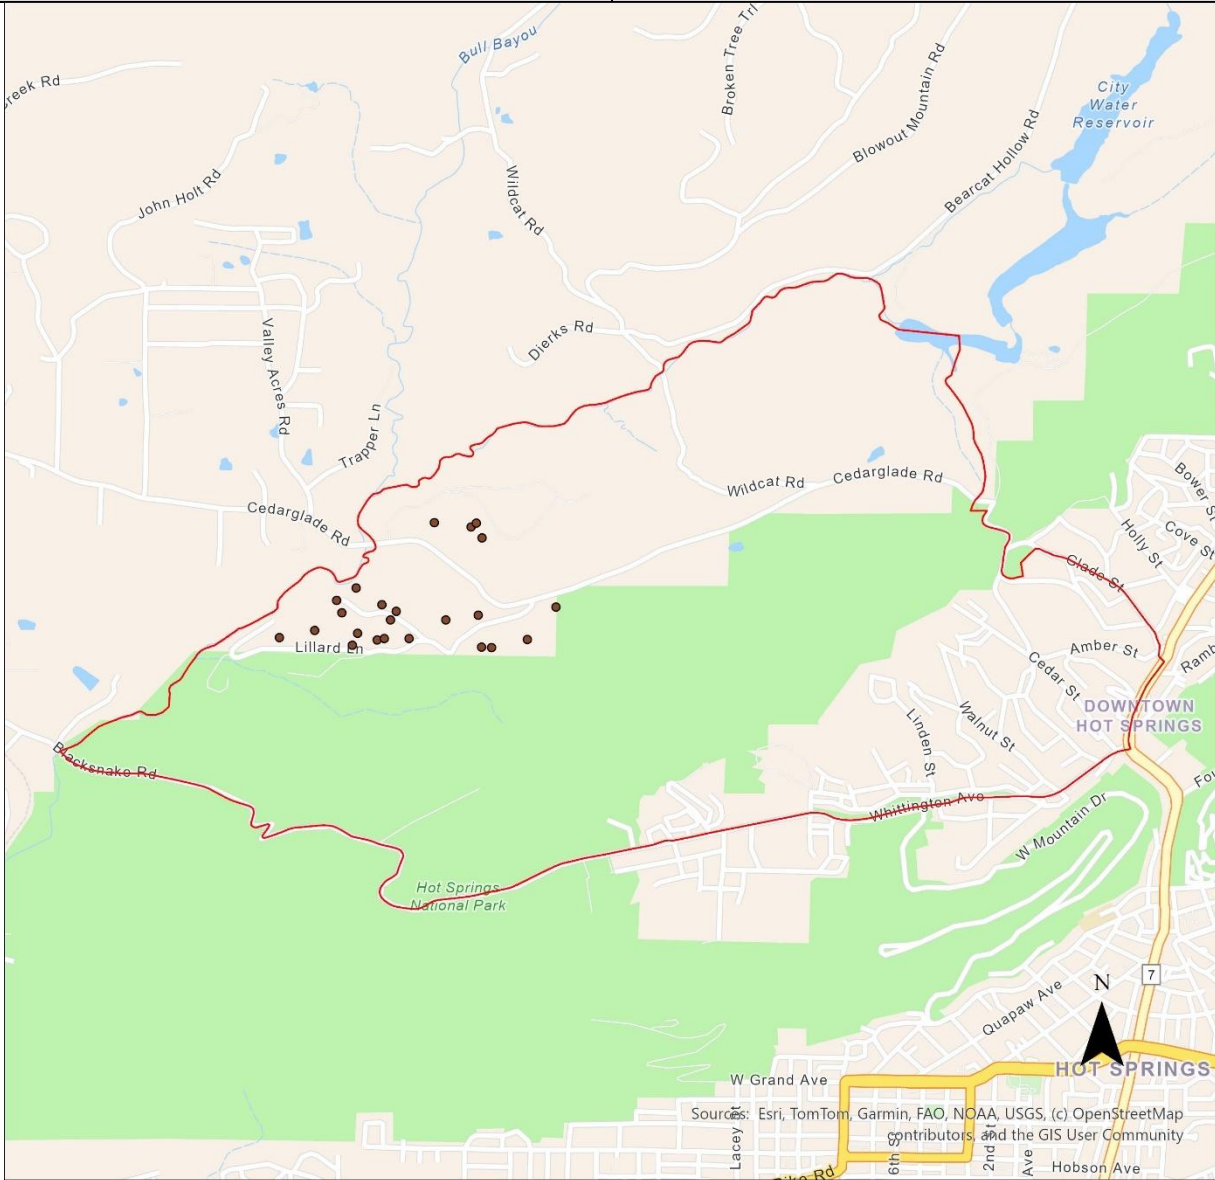 Bull Bayou
Creek Rd
Broken Tree Trl
Blowout Mountain Rd
City
Water
Reservoir
Bearcat Hollow Rd
John Holt Rd
Wildcat Rd
Dierks Rd
Valley Acres Rd
Trapper Ln
Cedarglade Rd
Wildcat Rd
Cedarglade Rd
Bower St
Holly St
Cove St
Glade St
Lillard Ln
Amber St
Cedar St
Ramb
DOWNTOWN
HOT SPRINGS
Linden St
Walnut St
Blacksnake Rd
Fou
Whittington Ave
W Mountain Dr
Hot Springs
National Park
7
N
Quapaw Ave
HOT SPRINGS
W Grand Ave
Sources: Esri, TomTom, Garmin, FAO, NOAA, USGS, (c) OpenStreetMap
contributors, and the GIS User Community
Lacey St
6th S
2nd St
Ave
Hobson Ave
Pike Rd